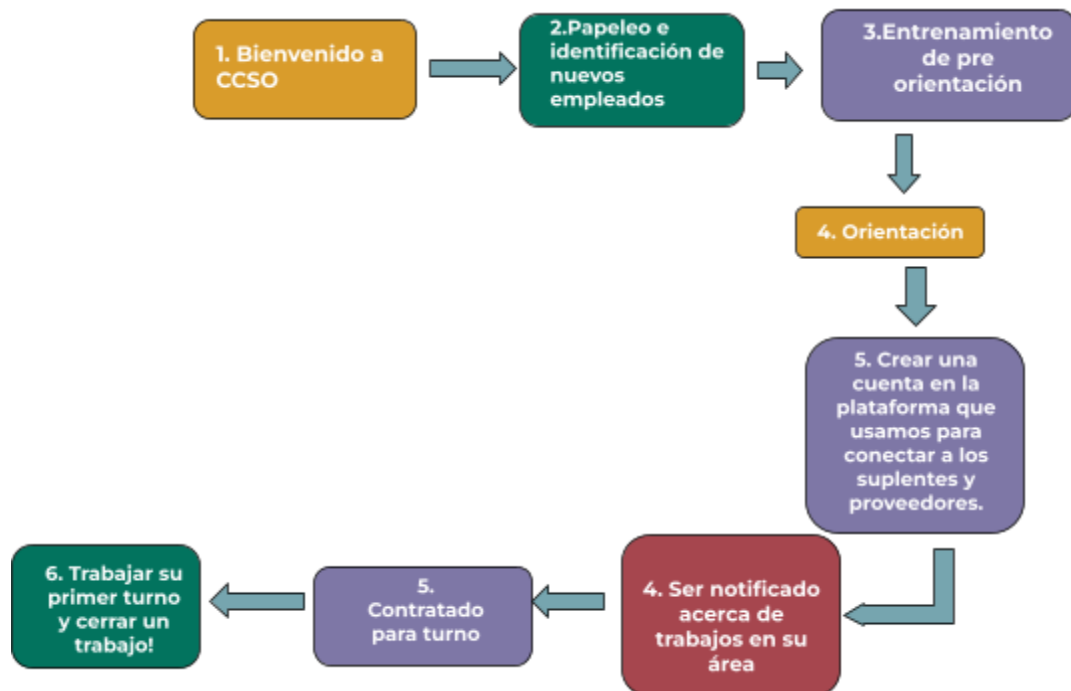 1. Bienvenido a
CCSO
2.Papeleo e
identificación de
nuevos
empleados
3.Entrenamiento
de pre
orientación
4. Orientación
5. Crear una
cuenta en la
plataforma que
usamos para
conectar a los
suplentes y
proveedores.
4. Ser notificado
acerca de
trabajos en su
área
5.
Contratado
para turno
6. Trabajar su
primer turno
y cerrar un
trabajo!